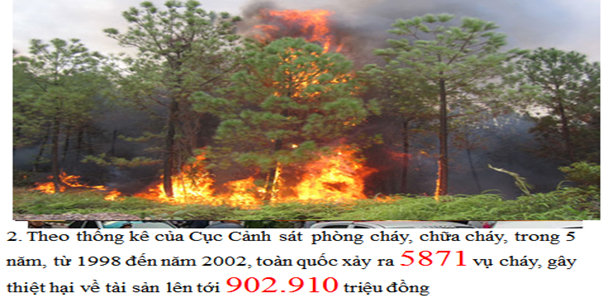 2. Theo thống kê của Cục Cảnh sát phòng cháy, chữa cháy, trong 5
năm, từ 1998 đến năm 2002, toàn quốc xảy ra 5871 vụ cháy, gây
thiệt hại về tài sản lên tới 902.910 triệu đồng